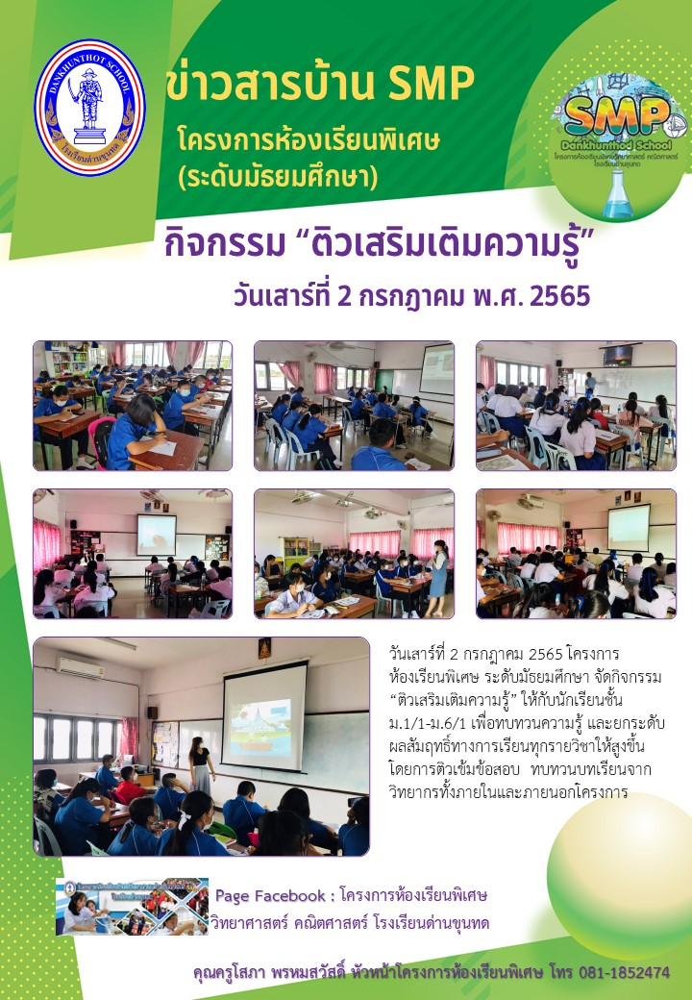 DANKHUNTHOT SCHOOL
โรงเรียนด่านขุนทด
ข่าวสารบ้าน SMP
โครงการห้องเรียนพิเศษ
(ระดับมัธยมศึกษา)
SMP
Dankhunthod School
โครงการห้องเรียนพิเศษวิทยาศาสตร์ คณิตศาสตร์
โรงเรียนด่านขุนทด
กิจกรรม “ติวเสริมเติมความรู้”
วันเสาร์ที่ 2 กรกฎาคม พ.ศ. 2565
วันเสาร์ที่ 2 กรกฎาคม 2565 โครงการ
ห้องเรียนพิเศษ ระดับมัธยมศึกษา จัดกิจกรรม
“ติวเสริมเติมความรู้” ให้กับนักเรียนชั้น
ม.1/1-ม.6/1 เพื่อทบทวนความรู้ และยกระดับ
ผลสัมฤทธิ์ทางการเรียนทุกรายวิชาให้สูงขึ้น
โดยการติวเข้มข้อสอบ ทบทวนบทเรียนจาก
วิทยากรทั้งภายในและภายนอกโครงการ
Page Facebook : โครงการห้องเรียนพิเศษ
วิทยาศาสตร์ คณิตศาสตร์ โรงเรียนด่านขุนทด
คุณครูโสภา พรหมสวัสดิ์ หัวหน้าโครงการห้องเรียนพิเศษ โทร 081-1852474